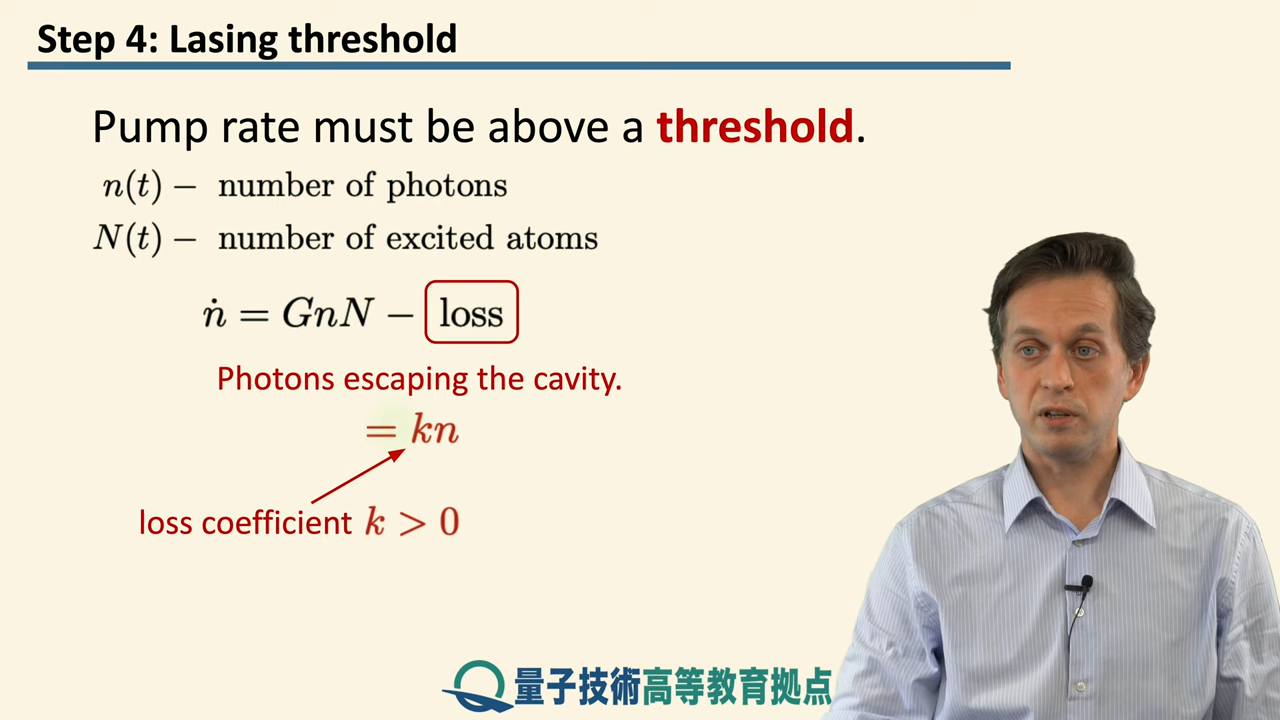 Step 4: Lasing threshold
Pump rate must be above a threshold.
n(t) − number of photons
N(t) − number of excited atoms
ṅ = GnN − loss
Photons escaping the cavity.
= kn
loss coefficient k > 0
量子技術高等教育拠点